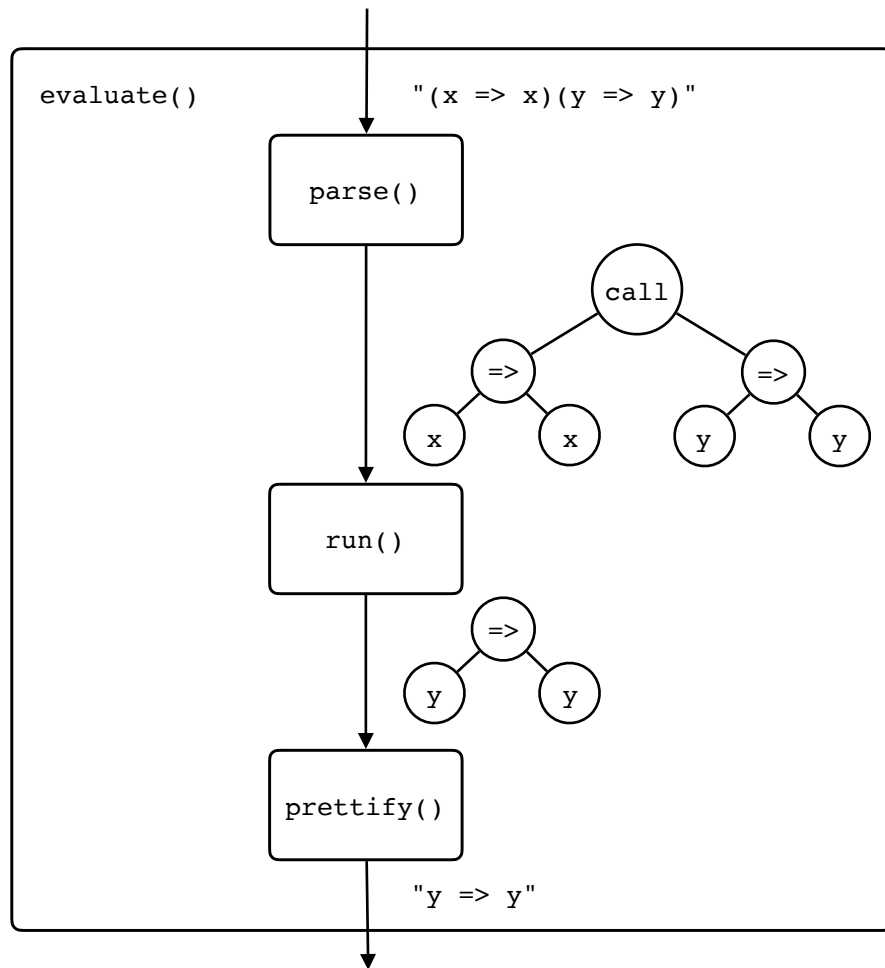 evaluate()
"(x => x)(y => y)"
parse()
call
=>
=>
x
x
y
y
run()
=>
y
y
prettify()
"y => y"